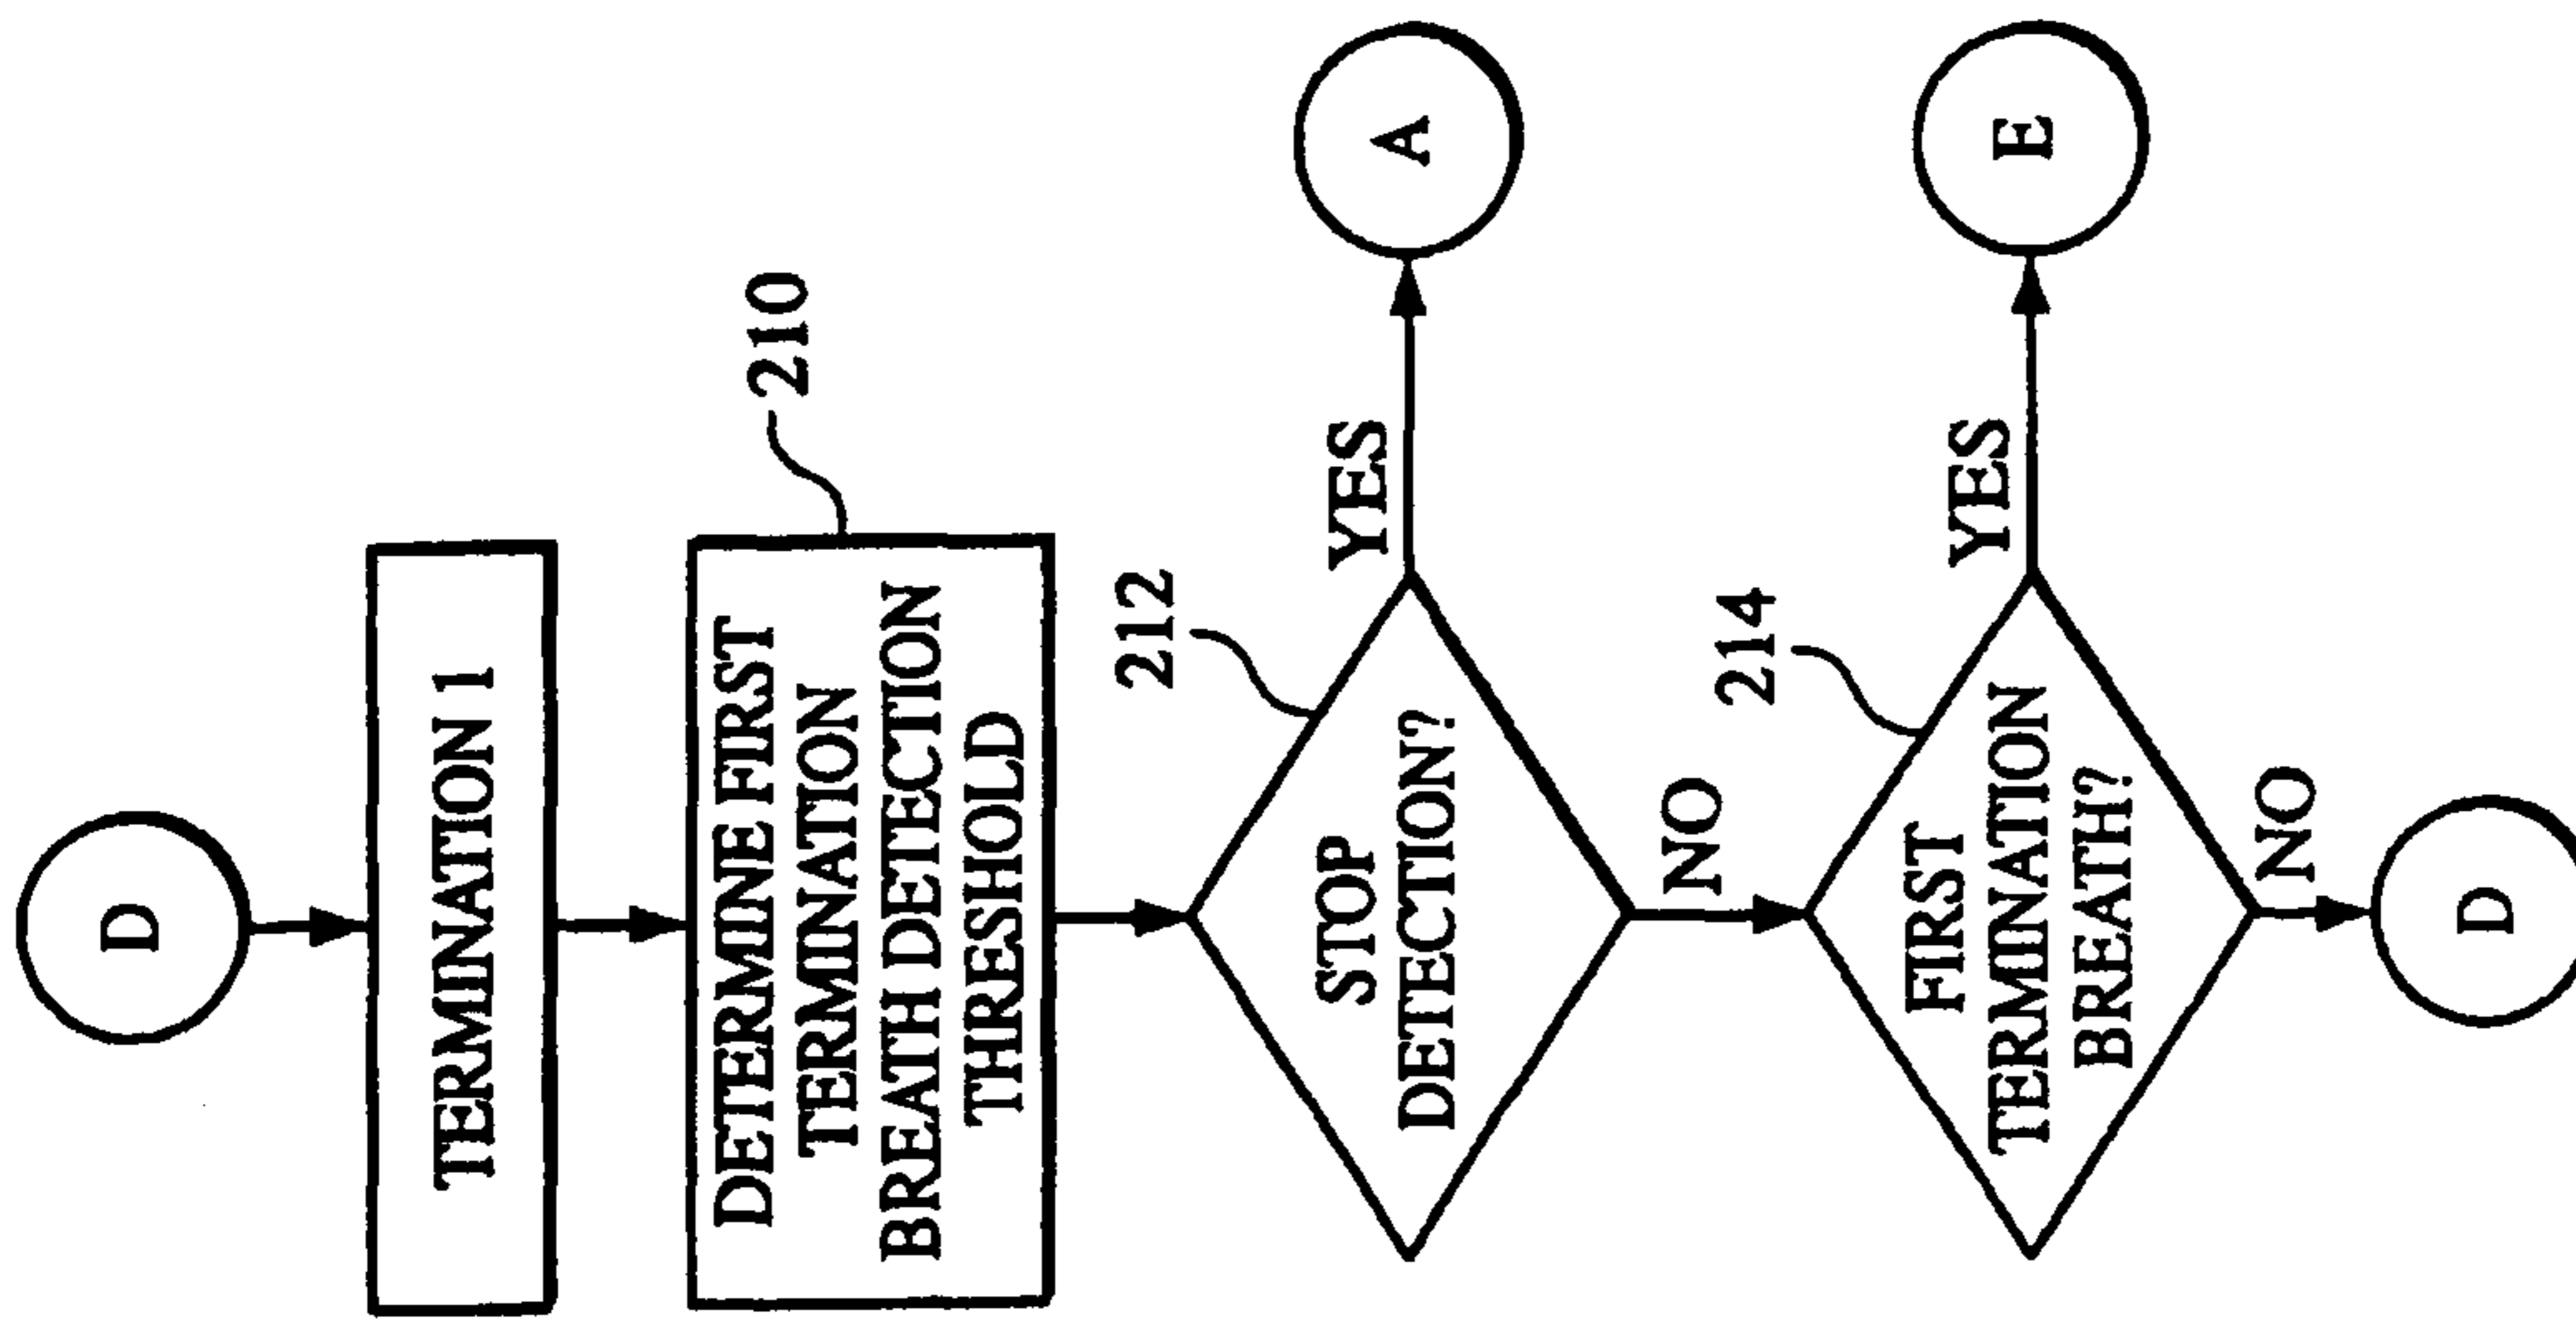 D
TERMINATION 1
DETERMINE FIRST
TERMINATION
BREATH DETECTION
THRESHOLD
210
STOP
DETECTION?
212
YES
A
NO
FIRST
TERMINATION
BREATH?
214
YES
E
NO
D